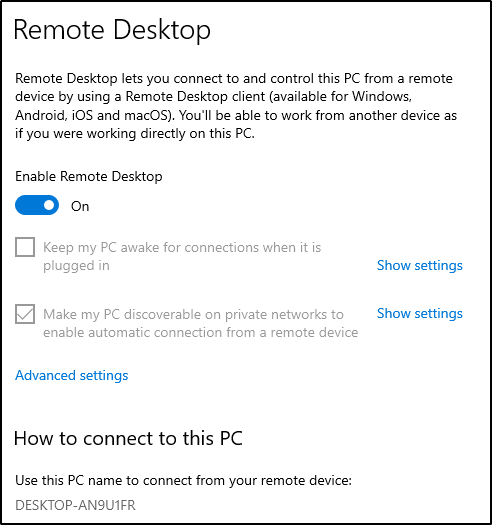 Remote Desktop
Remote Desktop lets you connect to and control this PC from a remote
device by using a Remote Desktop client (available for Windows,
Android, iOS and macOS). You'll be able to work from another device as
if you were working directly on this PC.
Enable Remote Desktop
On
Keep my PC awake for connections when it is
plugged in
Show settings
Make my PC discoverable on private networks to
enable automatic connection from a remote device
Show settings
Advanced settings
How to connect to this PC
Use this PC name to connect from your remote device:
DESKTOP-AN9U1FR